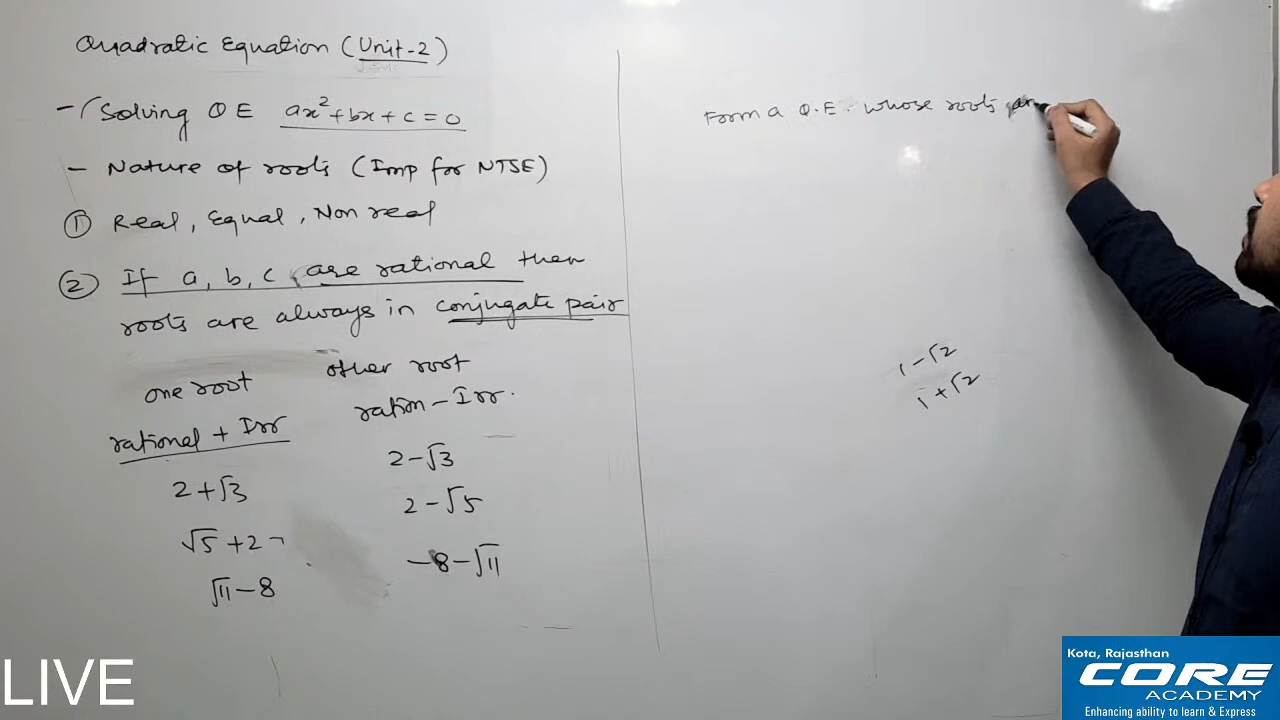 Quadratic Equation (Unit-2)
- Solving QE ax²+bx+c=0
- Nature of roots (Imp for NTSE)
① Real, Equal, Non real
② If a, b, c are rational then
roots are always in conjugate pair
one root other root
rational + Irr ration - Irr.
2+√3 2-√3
√5+2 2-√5
√11-8 -8-√11
Form a Q.E. whose roots are
1-√2
1+√2
LIVE
Kota, Rajasthan
CORE
ACADEMY
Enhancing ability to learn & Express